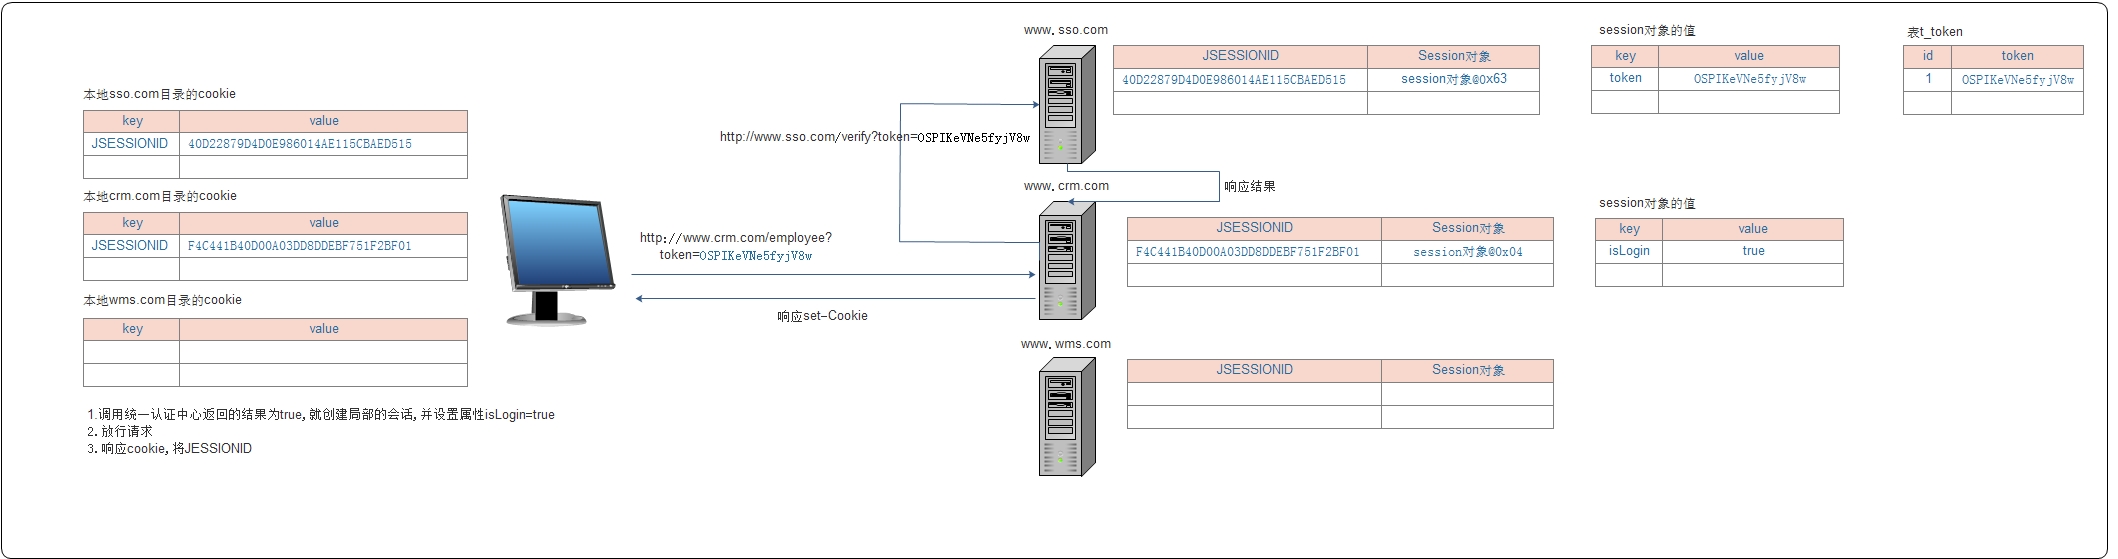 本地sso.com目录的cookie
key value
JSESSIONID 40D22879D4D0E986014AE115CBAED515
本地crm.com目录的cookie
key value
JSESSIONID F4C441B40D00A03DD8DDEBF751F2BF01
本地wms.com目录的cookie
key value
1.调用统一认证中心返回的结果为true,就创建局部的会话,并设置属性isLogin=true
2.放行请求
3.响应cookie,将JESSIONID
http://www.crm.com/employee?
token=OSPIKeVNe5fyjV8w
响应set-Cookie
http://www.sso.com/verify?token=OSPIKeVNe5fyjV8w
www.sso.com
JSESSIONID Session对象
40D22879D4D0E986014AE115CBAED515 session对象@0x63
session对象的值
key value
token OSPIKeVNe5fyjV8w
表t_token
id token
1 OSPIKeVNe5fyjV8w
响应结果
www.crm.com
JSESSIONID Session对象
F4C441B40D00A03DD8DDEBF751F2BF01 session对象@0x04
session对象的值
key value
isLogin true
www.wms.com
JSESSIONID Session对象